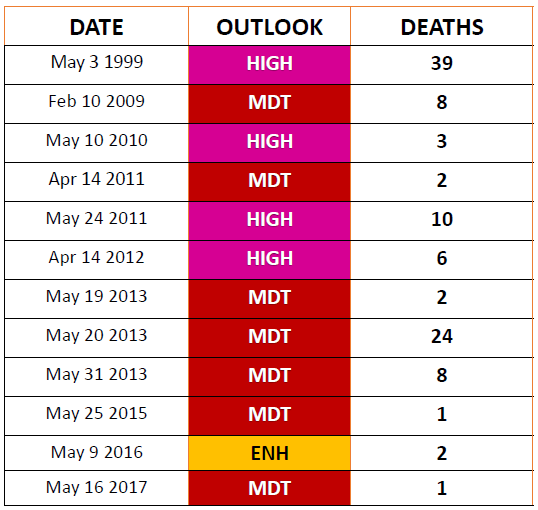 DATE OUTLOOK DEATHS
May 3 1999 HIGH 39
Feb 10 2009 MDT 8
May 10 2010 HIGH 3
Apr 14 2011 MDT 2
May 24 2011 HIGH 10
Apr 14 2012 HIGH 6
May 19 2013 MDT 2
May 20 2013 MDT 24
May 31 2013 MDT 8
May 25 2015 MDT 1
May 9 2016 ENH 2
May 16 2017 MDT 1